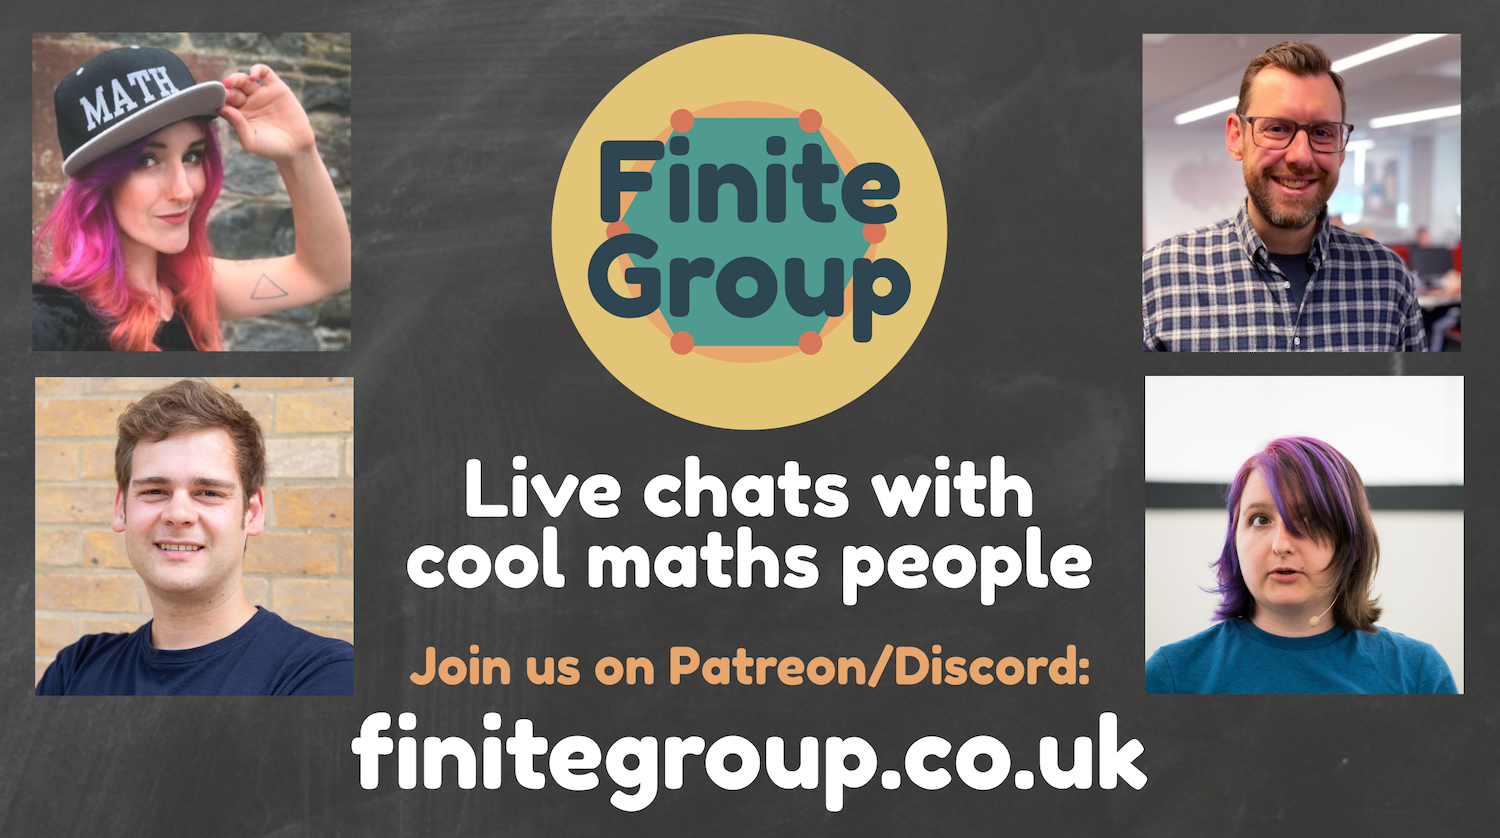 MATH
Finite
Group
Live chats with
cool maths people
Join us on Patreon/Discord:
finitegroup.co.uk